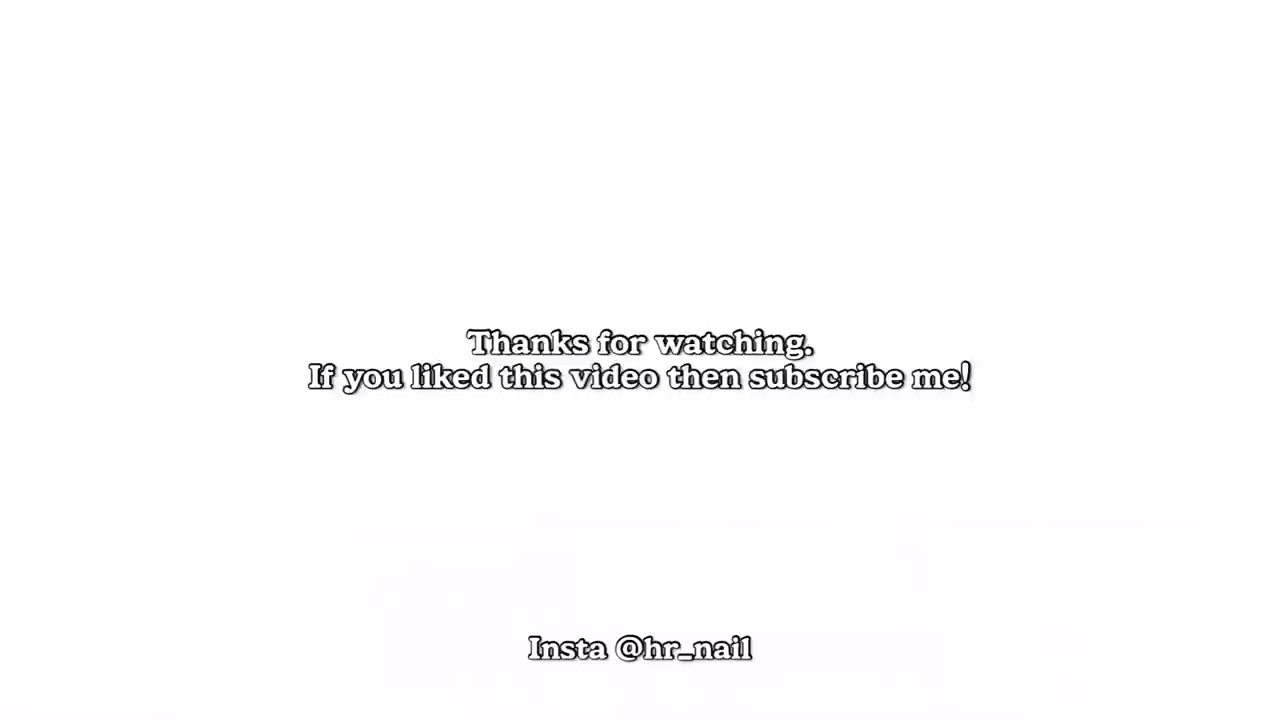 Thanks for watching.
If you liked this video then subscribe me!
Insta @hr_nail